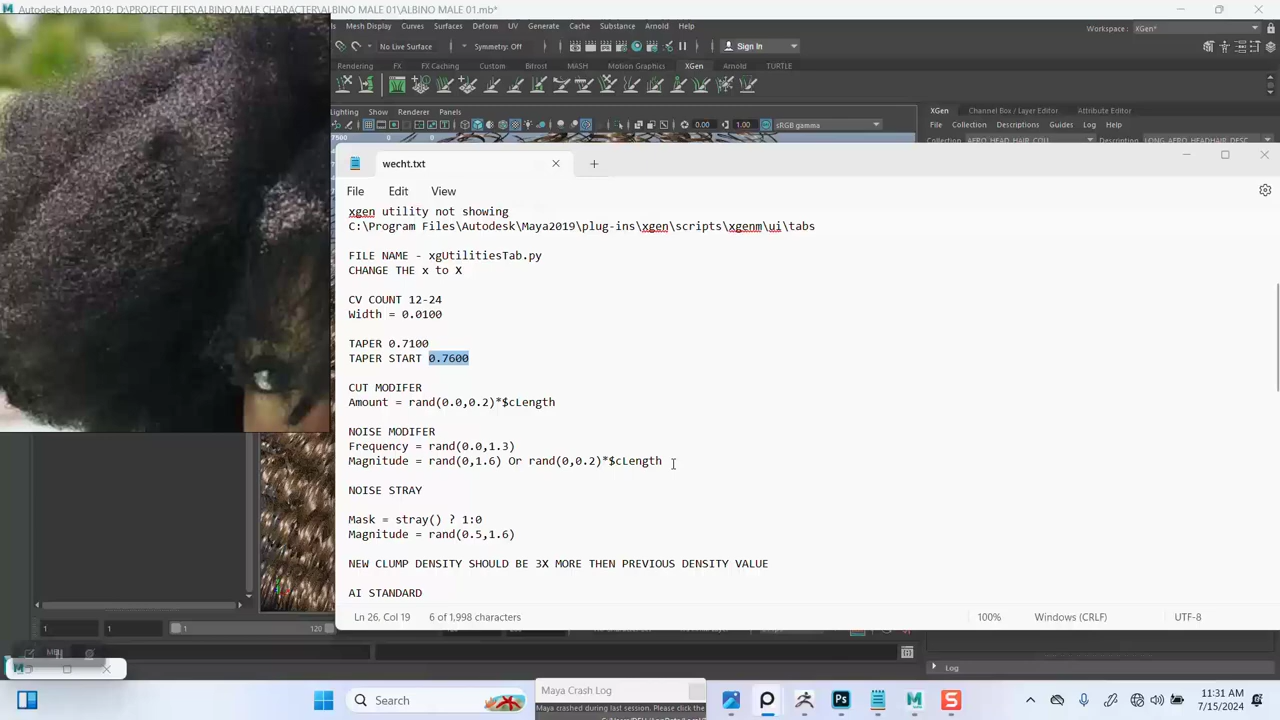 Autodesk Maya 2019: D:\PROJECT FILES\ALBINO MALE CHARACTER\ALBINO MALE 01\ALBINO MALE 01.mb*
Mesh Display Curves Surfaces Deform UV Generate Cache Substance Arnold Help
Workspace: XGen*
No Live Surface Symmetry: Off Sign In
Rendering FX FX Caching Custom Bifrost MASH Motion Graphics XGen Arnold TURTLE
Lighting Show Renderer Panels
XGen Channel Box / Layer Editor Attribute Editor
0.00 1.00 sRGB gamma
File Collection Descriptions Guides Log Help
wecht.txt
File Edit View
xgen utility not showing
C:\Program Files\Autodesk\Maya2019\plug-ins\xgen\scripts\xgenm\ui\tabs
FILE NAME - xgUtilitiesTab.py
CHANGE THE x to X
CV COUNT 12-24
Width = 0.0100
TAPER 0.7100
TAPER START 0.7600
CUT MODIFER
Amount = rand(0.0,0.2)*$cLength
NOISE MODIFER
Frequency = rand(0.0,1.3)
Magnitude = rand(0,1.6) Or rand(0,0.2)*$cLength
NOISE STRAY
Mask = stray() ? 1:0
Magnitude = rand(0.5,1.6)
NEW CLUMP DENSITY SHOULD BE 3X MORE THEN PREVIOUS DENSITY VALUE
AI STANDARD
Ln 26, Col 19 6 of 1,998 characters 100% Windows (CRLF) UTF-8
1 1 120
Log
Maya Crash Log
Maya crashed during last session. Please click the
Search
11:31 AM
7/15/2024